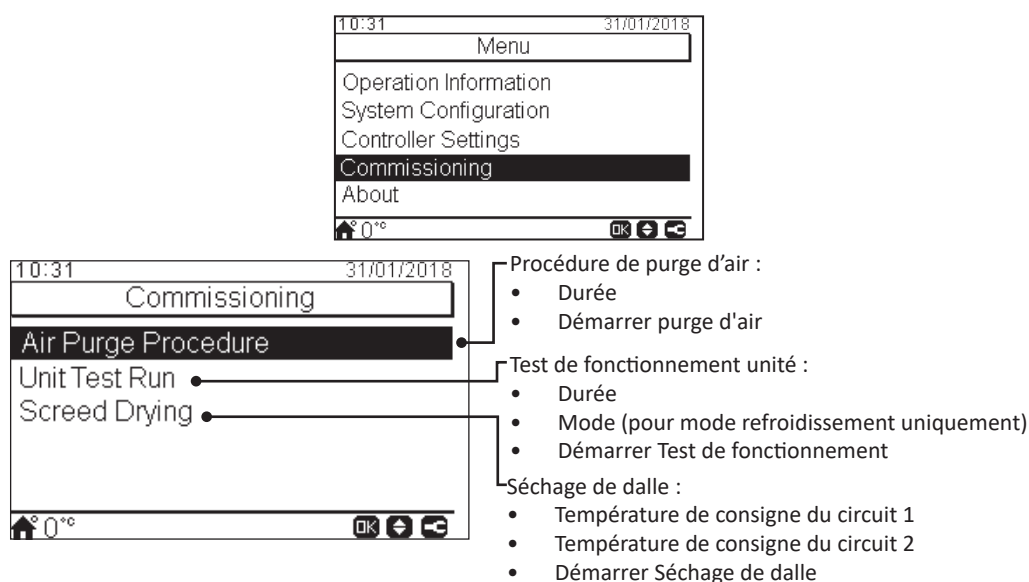 10:31 31/01/2018
Menu
Operation Information
System Configuration
Controller Settings
Commissioning
About
0°c OK
10:31 31/01/2018
Commissioning
Air Purge Procedure
Unit Test Run
Screed Drying
0°c OK
Procédure de purge d’air :
• Durée
• Démarrer purge d'air
Test de fonctionnement unité :
• Durée
• Mode (pour mode refroidissement uniquement)
• Démarrer Test de fonctionnement
Séchage de dalle :
• Température de consigne du circuit 1
• Température de consigne du circuit 2
• Démarrer Séchage de dalle